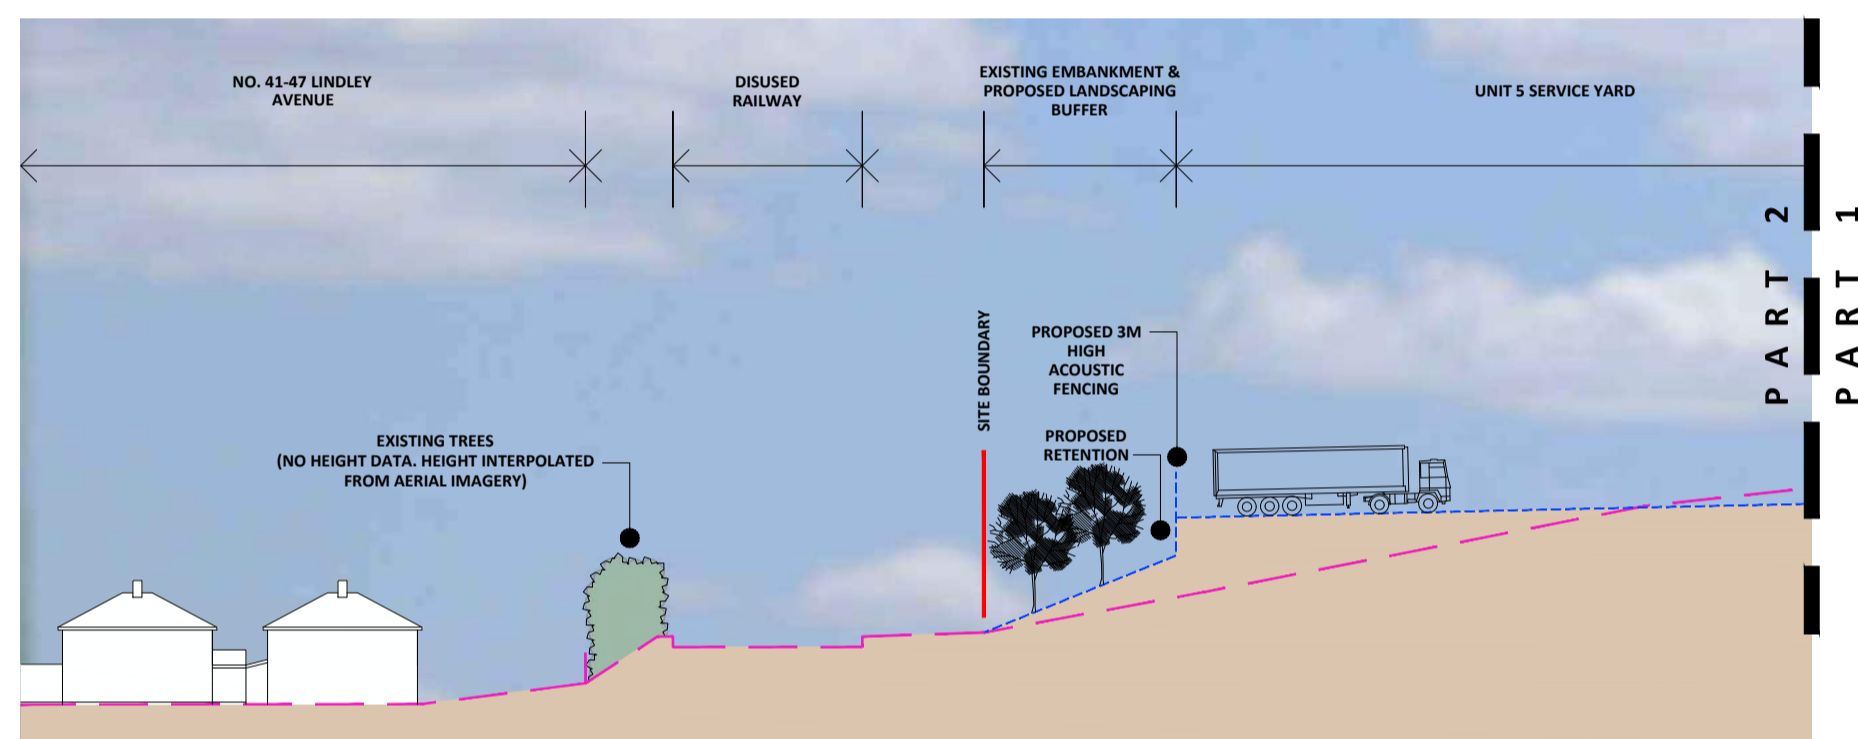 NO. 41-47 LINDLEY
AVENUE
DISUSED
RAILWAY
EXISTING EMBANKMENT &
PROPOSED LANDSCAPING
BUFFER
UNIT 5 SERVICE YARD
PART 2
PART 1
SITE BOUNDARY
PROPOSED 3M
HIGH
ACOUSTIC
FENCING
PROPOSED
RETENTION
EXISTING TREES
(NO HEIGHT DATA. HEIGHT INTERPOLATED
FROM AERIAL IMAGERY)